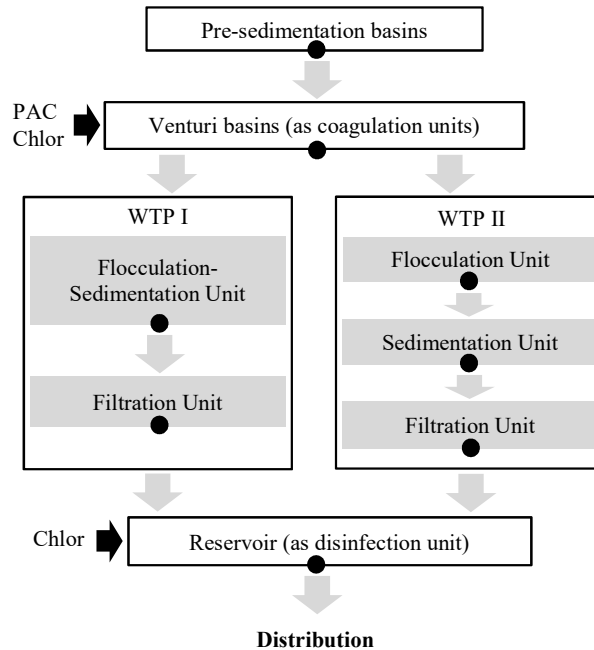 Pre-sedimentation basins
PAC
Chlor
Venturi basins (as coagulation units)
WTP I
Flocculation-
Sedimentation Unit
Filtration Unit
WTP II
Flocculation Unit
Sedimentation Unit
Filtration Unit
Chlor
Reservoir (as disinfection unit)
Distribution